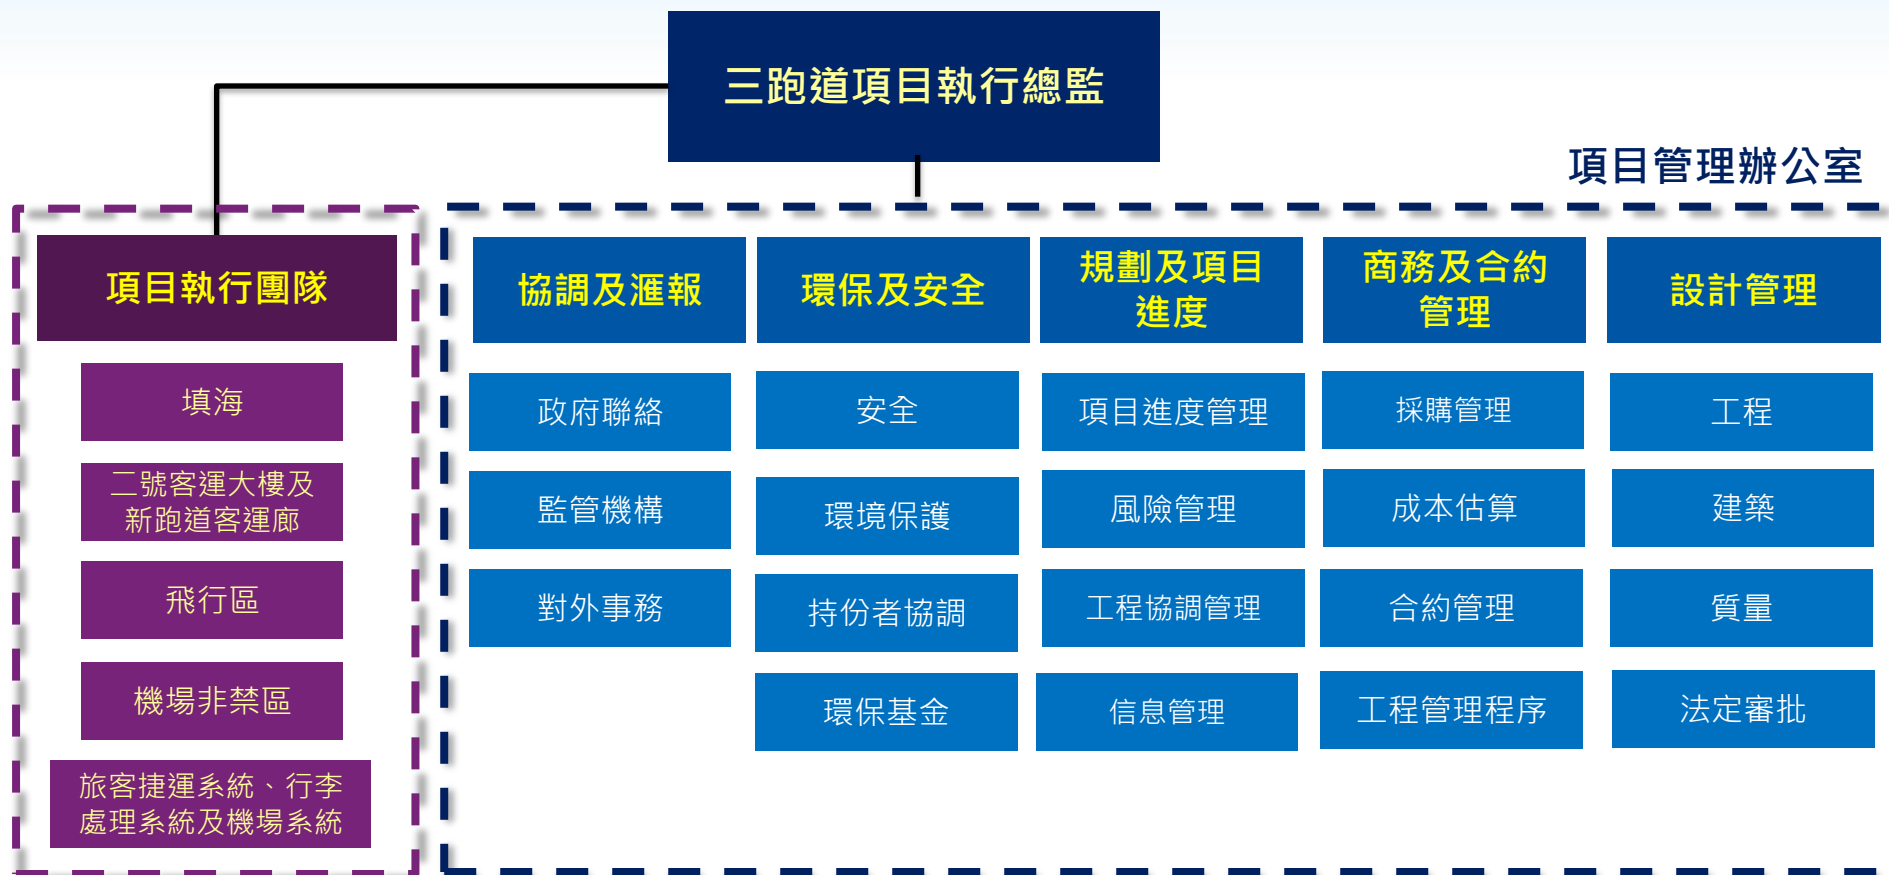 三跑道項目執行總監
項目管理辦公室
項目執行團隊
填海
二號客運大樓及
新跑道客運廊
飛行區
機場非禁區
旅客捷運系統、行李
處理系統及機場系統
協調及滙報
政府聯絡
監管機構
對外事務
環保及安全
安全
環境保護
持份者協調
環保基金
規劃及項目
進度
項目進度管理
風險管理
工程協調管理
信息管理
商務及合約
管理
採購管理
成本估算
合約管理
工程管理程序
設計管理
工程
建築
質量
法定審批